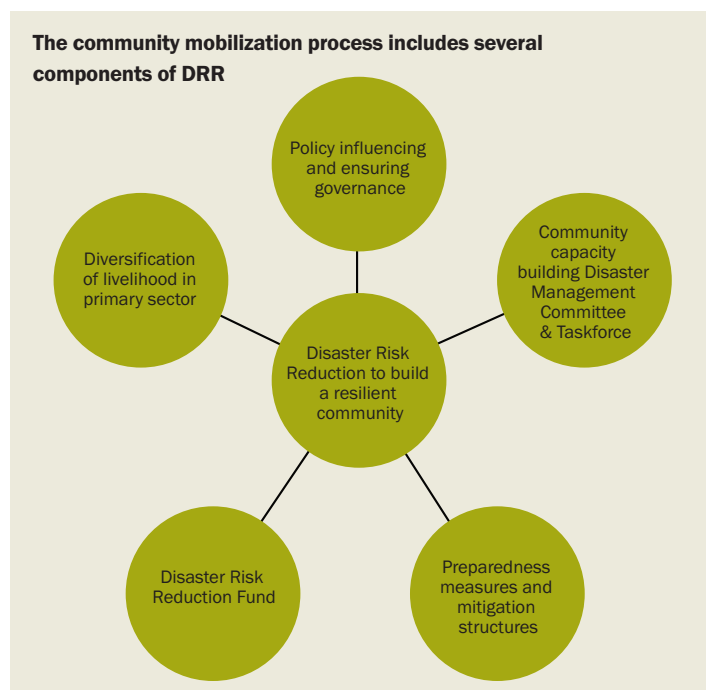 The community mobilization process includes several
components of DRR
Policy influencing
and ensuring
governance
Diversification
of livelihood in
primary sector
Community
capacity
building Disaster
Management
Committee
& Taskforce
Disaster Risk
Reduction to build
a resilient
community
Disaster Risk
Reduction Fund
Preparedness
measures and
mitigation
structures